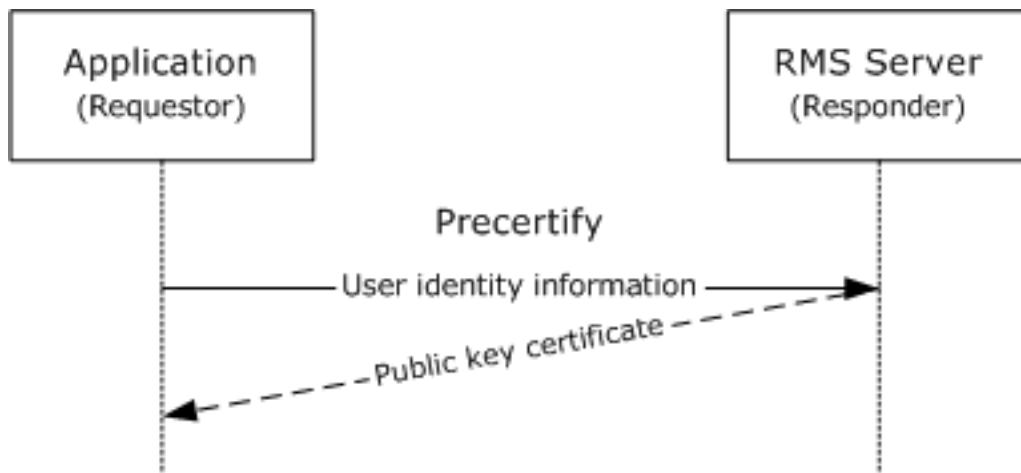 Application
(Requestor)
RMS Server
(Responder)
Precertify
User identity information
Public key certificate